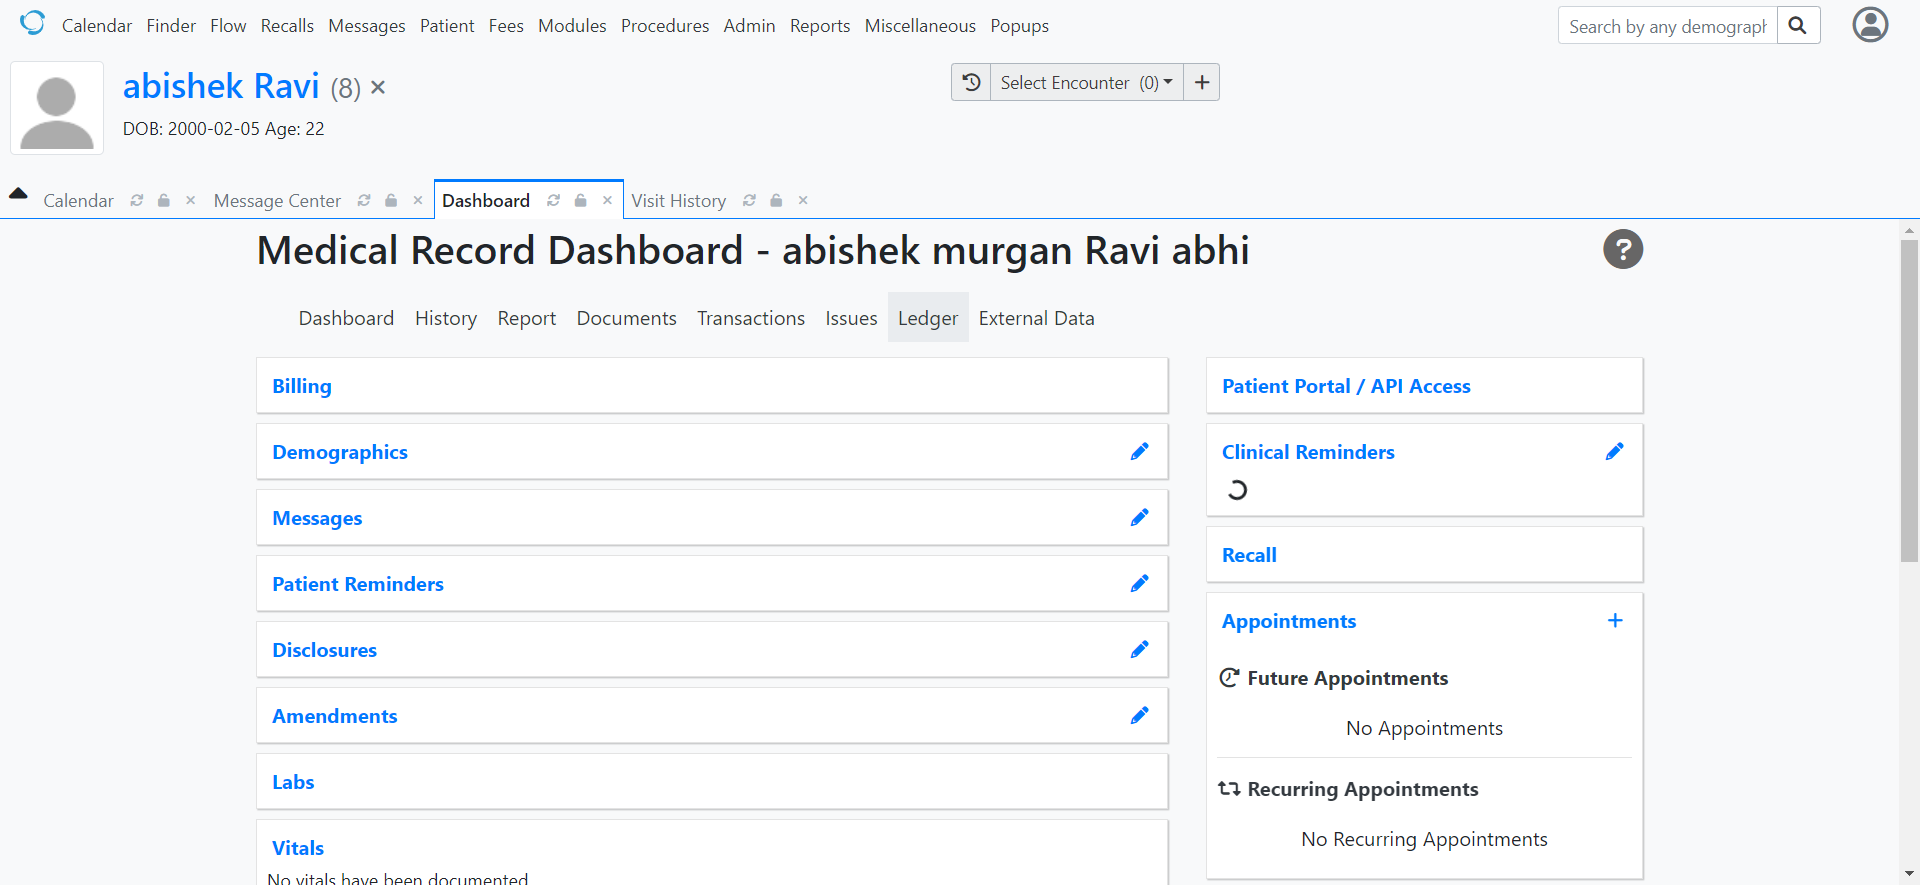 Calendar Finder Flow Recalls Messages Patient Fees Modules Procedures Admin Reports Miscellaneous Popups
Search by any demograph
abishek Ravi (8)
DOB: 2000-02-05 Age: 22
Select Encounter (0)
Calendar Message Center Dashboard Visit History
Medical Record Dashboard - abishek murgan Ravi abhi
?
Dashboard History Report Documents Transactions Issues Ledger External Data
Billing
Demographics
Messages
Patient Reminders
Disclosures
Amendments
Labs
Vitals
No vitals have been documented
Patient Portal / API Access
Clinical Reminders
Recall
Appointments
Future Appointments
No Appointments
Recurring Appointments
No Recurring Appointments